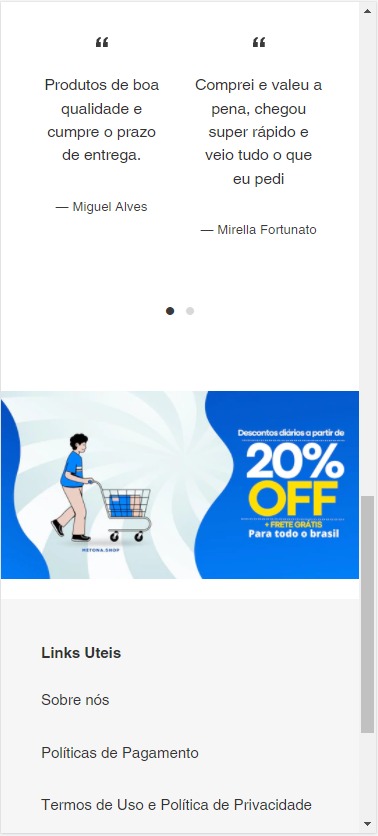 “
Produtos de boa
qualidade e
cumpre o prazo
de entrega.
— Miguel Alves
“
Comprei e valeu a
pena, chegou
super rápido e
veio tudo o que
eu pedi
— Mirella Fortunato
Descontos diários a partir de
20%
OFF
+ FRETE GRÁTIS
Para todo o brasil
METONA.SHOP
Links Uteis
Sobre nós
Políticas de Pagamento
Termos de Uso e Política de Privacidade